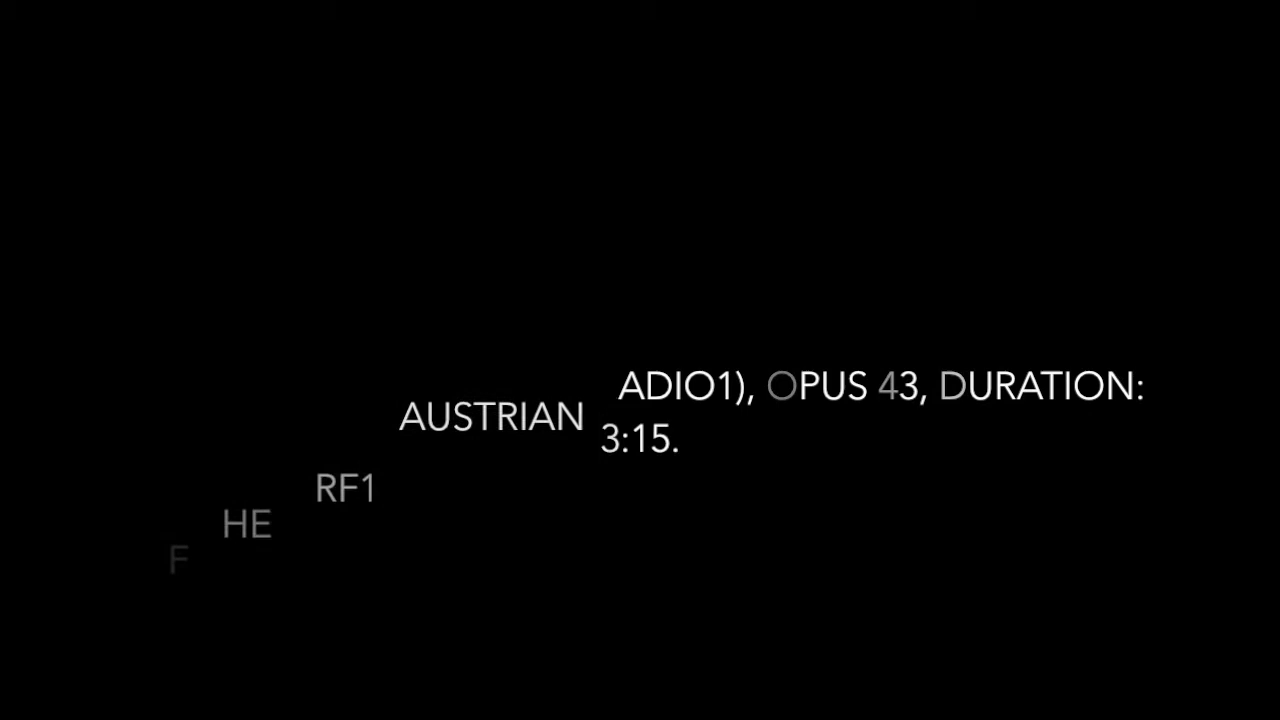 ADIO1), OPUS 43, DURATION:
AUSTRIAN
3:15.
RF1
HE
F